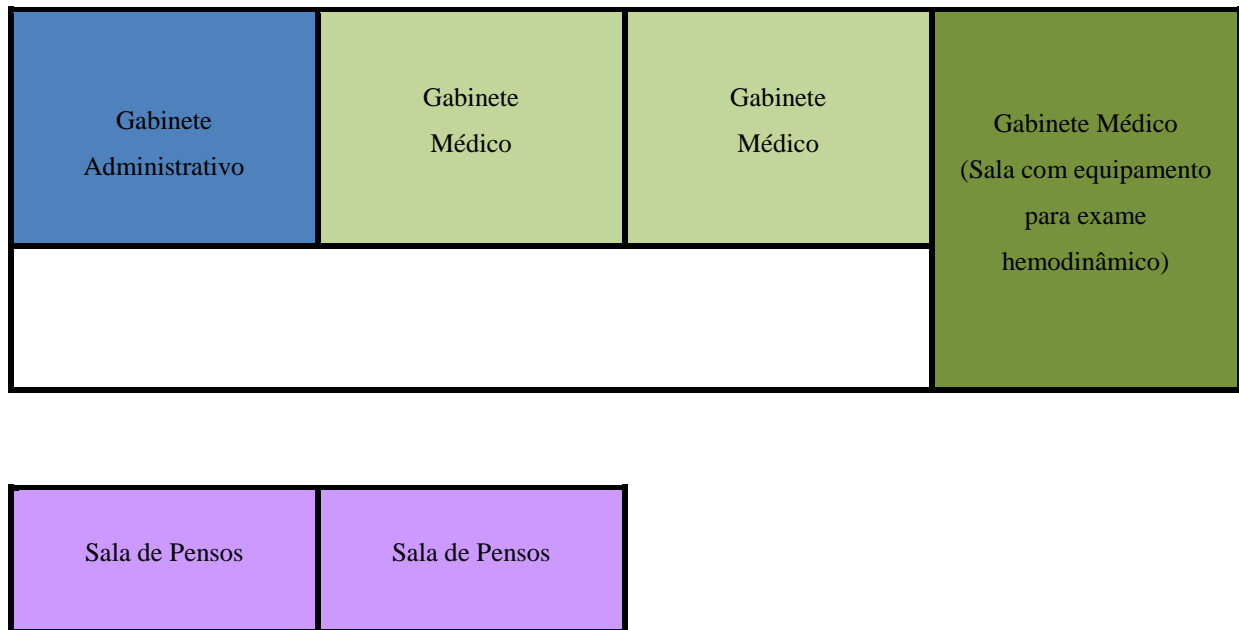 Gabinete
Administrativo
Gabinete
Médico
Gabinete
Médico
Gabinete Médico
(Sala com equipamento
para exame
hemodinâmico)
Sala de Pensos
Sala de Pensos